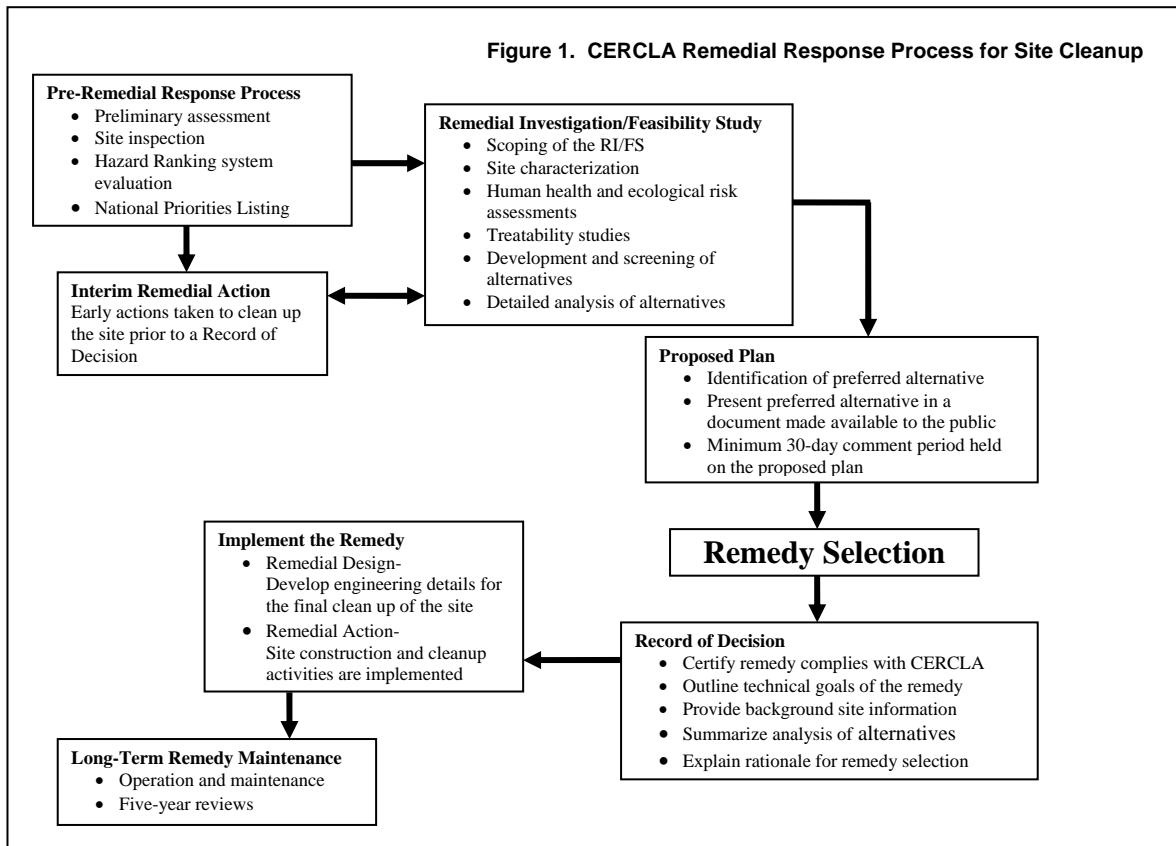 Figure 1. CERCLA Remedial Response Process for Site Cleanup
Pre-Remedial Response Process
• Preliminary assessment
• Site inspection
• Hazard Ranking system
evaluation
• National Priorities Listing
Remedial Investigation/Feasibility Study
• Scoping of the RI/FS
• Site characterization
• Human health and ecological risk
assessments
• Treatability studies
• Development and screening of
alternatives
• Detailed analysis of alternatives
Interim Remedial Action
Early actions taken to clean up
the site prior to a Record of
Decision
Proposed Plan
• Identification of preferred alternative
• Present preferred alternative in a
document made available to the public
• Minimum 30-day comment period held
on the proposed plan
Remedy Selection
Record of Decision
• Certify remedy complies with CERCLA
• Outline technical goals of the remedy
• Provide background site information
• Summarize analysis of alternatives
• Explain rationale for remedy selection
Implement the Remedy
• Remedial Design-
Develop engineering details for
the final clean up of the site
• Remedial Action-
Site construction and cleanup
activities are implemented
Long-Term Remedy Maintenance
• Operation and maintenance
• Five-year reviews